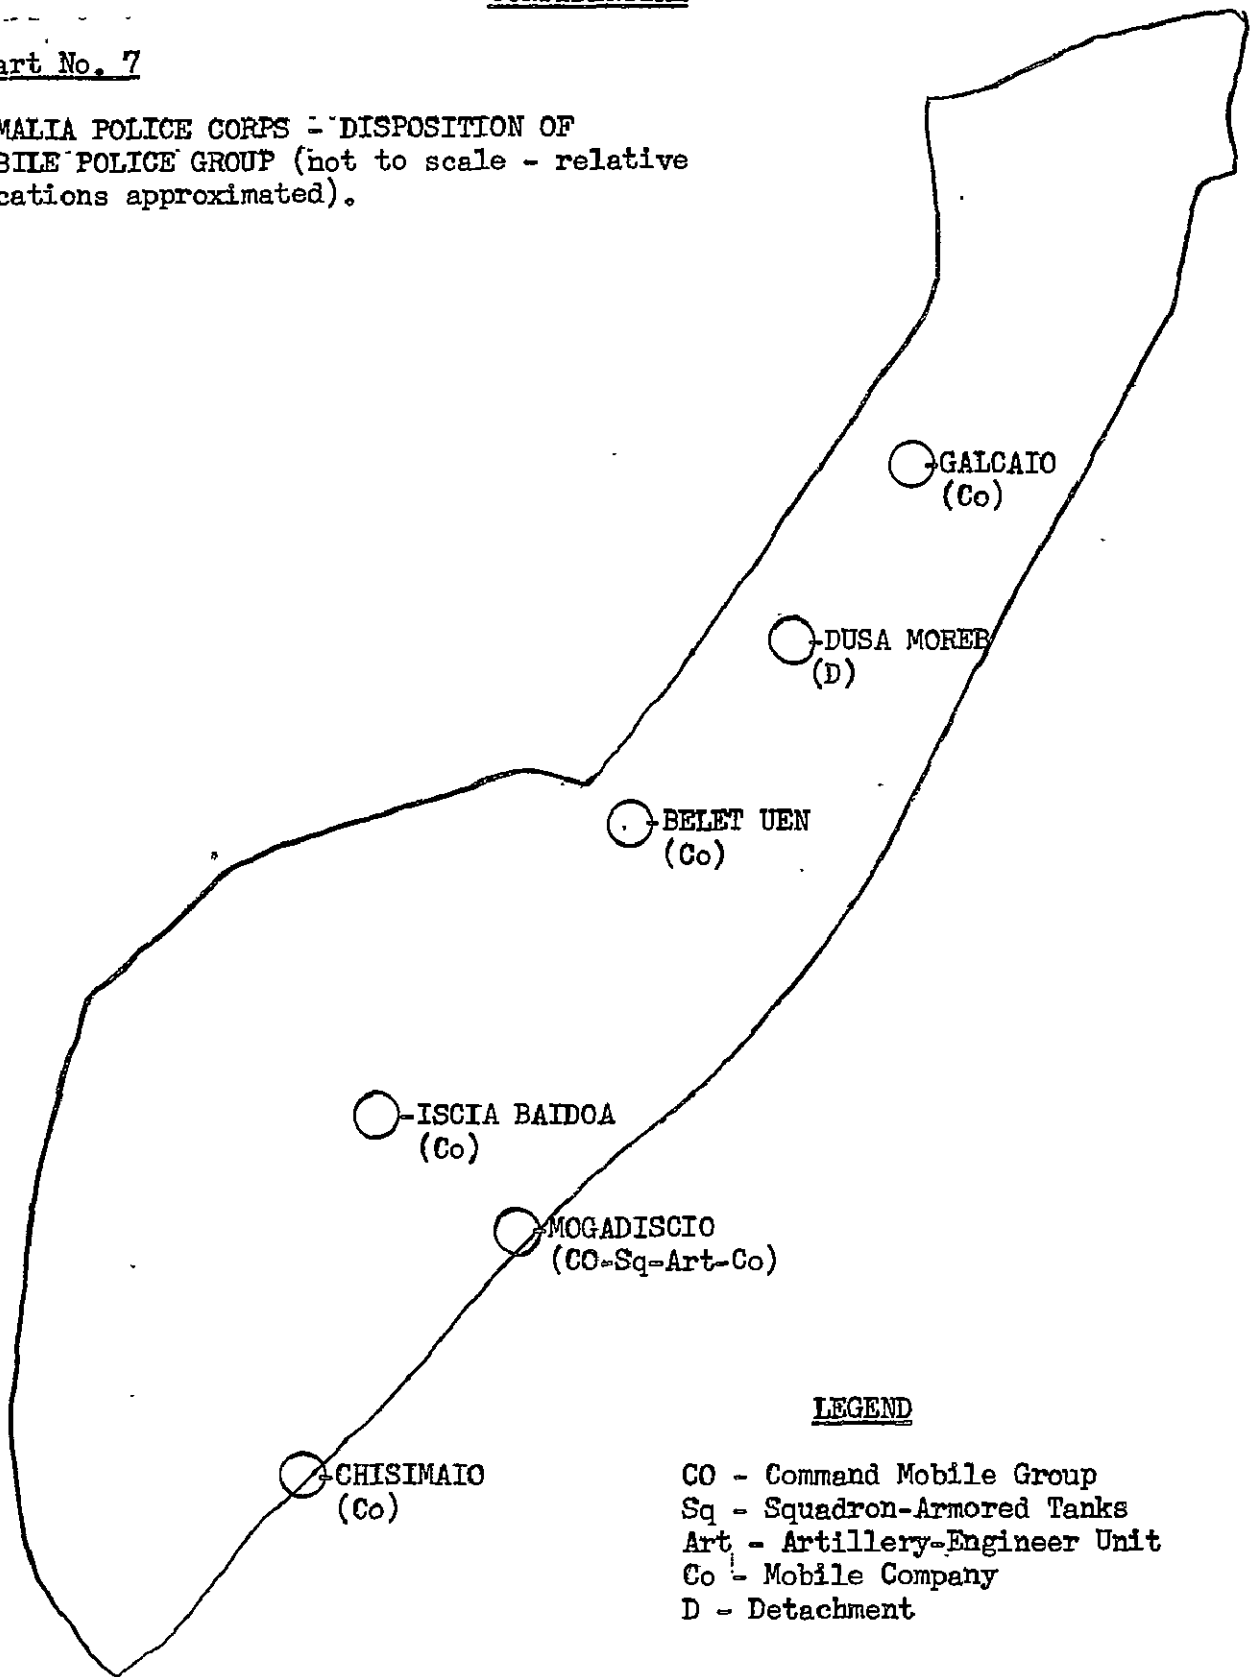 art No. 7
MALIA POLICE CORPS - DISPOSITION OF
BILE POLICE GROUP (not to scale - relative
cations approximated).
GALCAIO
(Co)
DUSA MOREB
(D)
BELET UEN
(Co)
ISCIA BAIDOA
(Co)
MOGADISCIO
(CO-Sq-Art-Co)
CHISIMAIO
(Co)
LEGEND
CO - Command Mobile Group
Sq - Squadron-Armored Tanks
Art - Artillery-Engineer Unit
Co - Mobile Company
D - Detachment